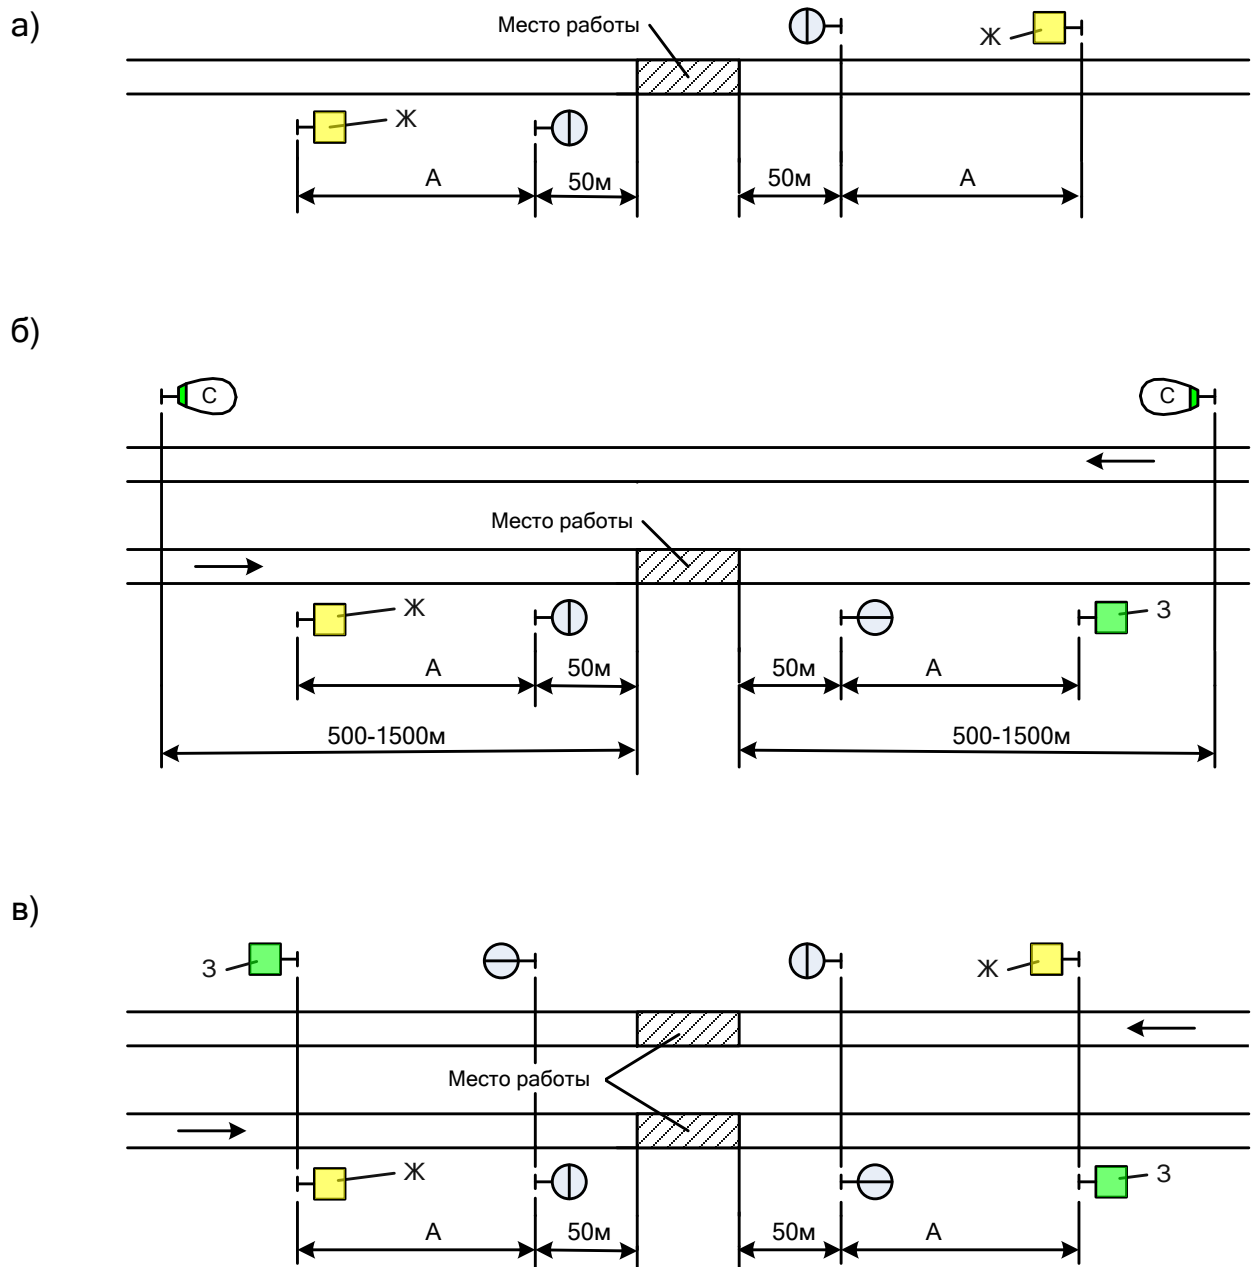 а)
Место работы
Ж
Ж
А
50м
50м
А
б)
С
С
Место работы
Ж
З
А
50м
50м
А
500-1500м
500-1500м
в)
З
Ж
Место работы
Ж
З
А
50м
50м
А